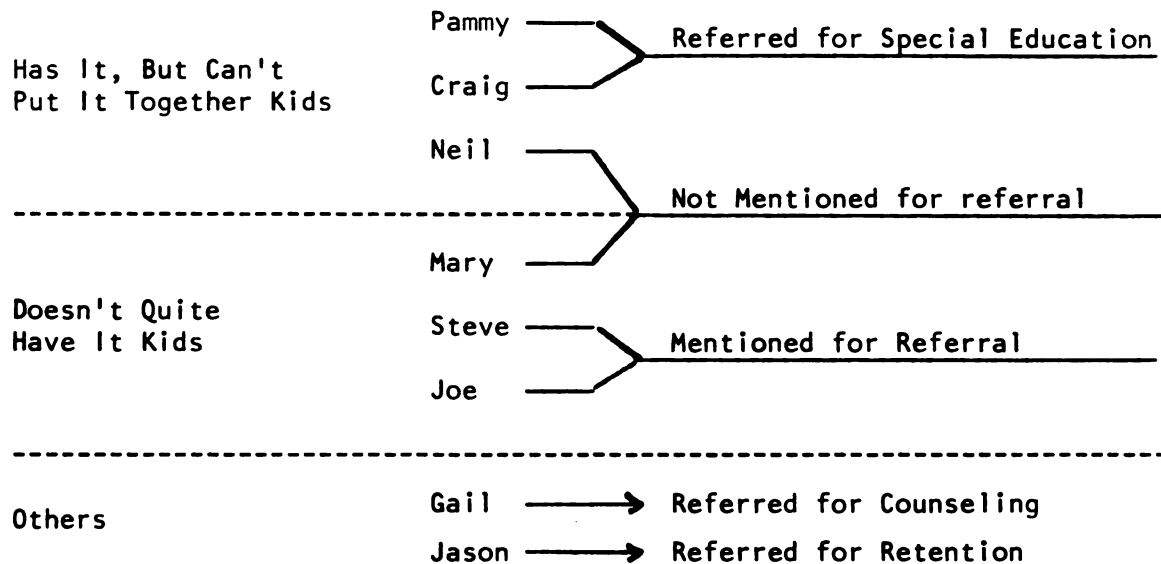 Pammy
Referred for Special Education
Has It, But Can't
Put It Together Kids
Craig
Neil
Not Mentioned for referral
Mary
Doesn't Quite
Have It Kids
Steve
Mentioned for Referral
Joe
Others
Gail Referred for Counseling
Jason Referred for Retention